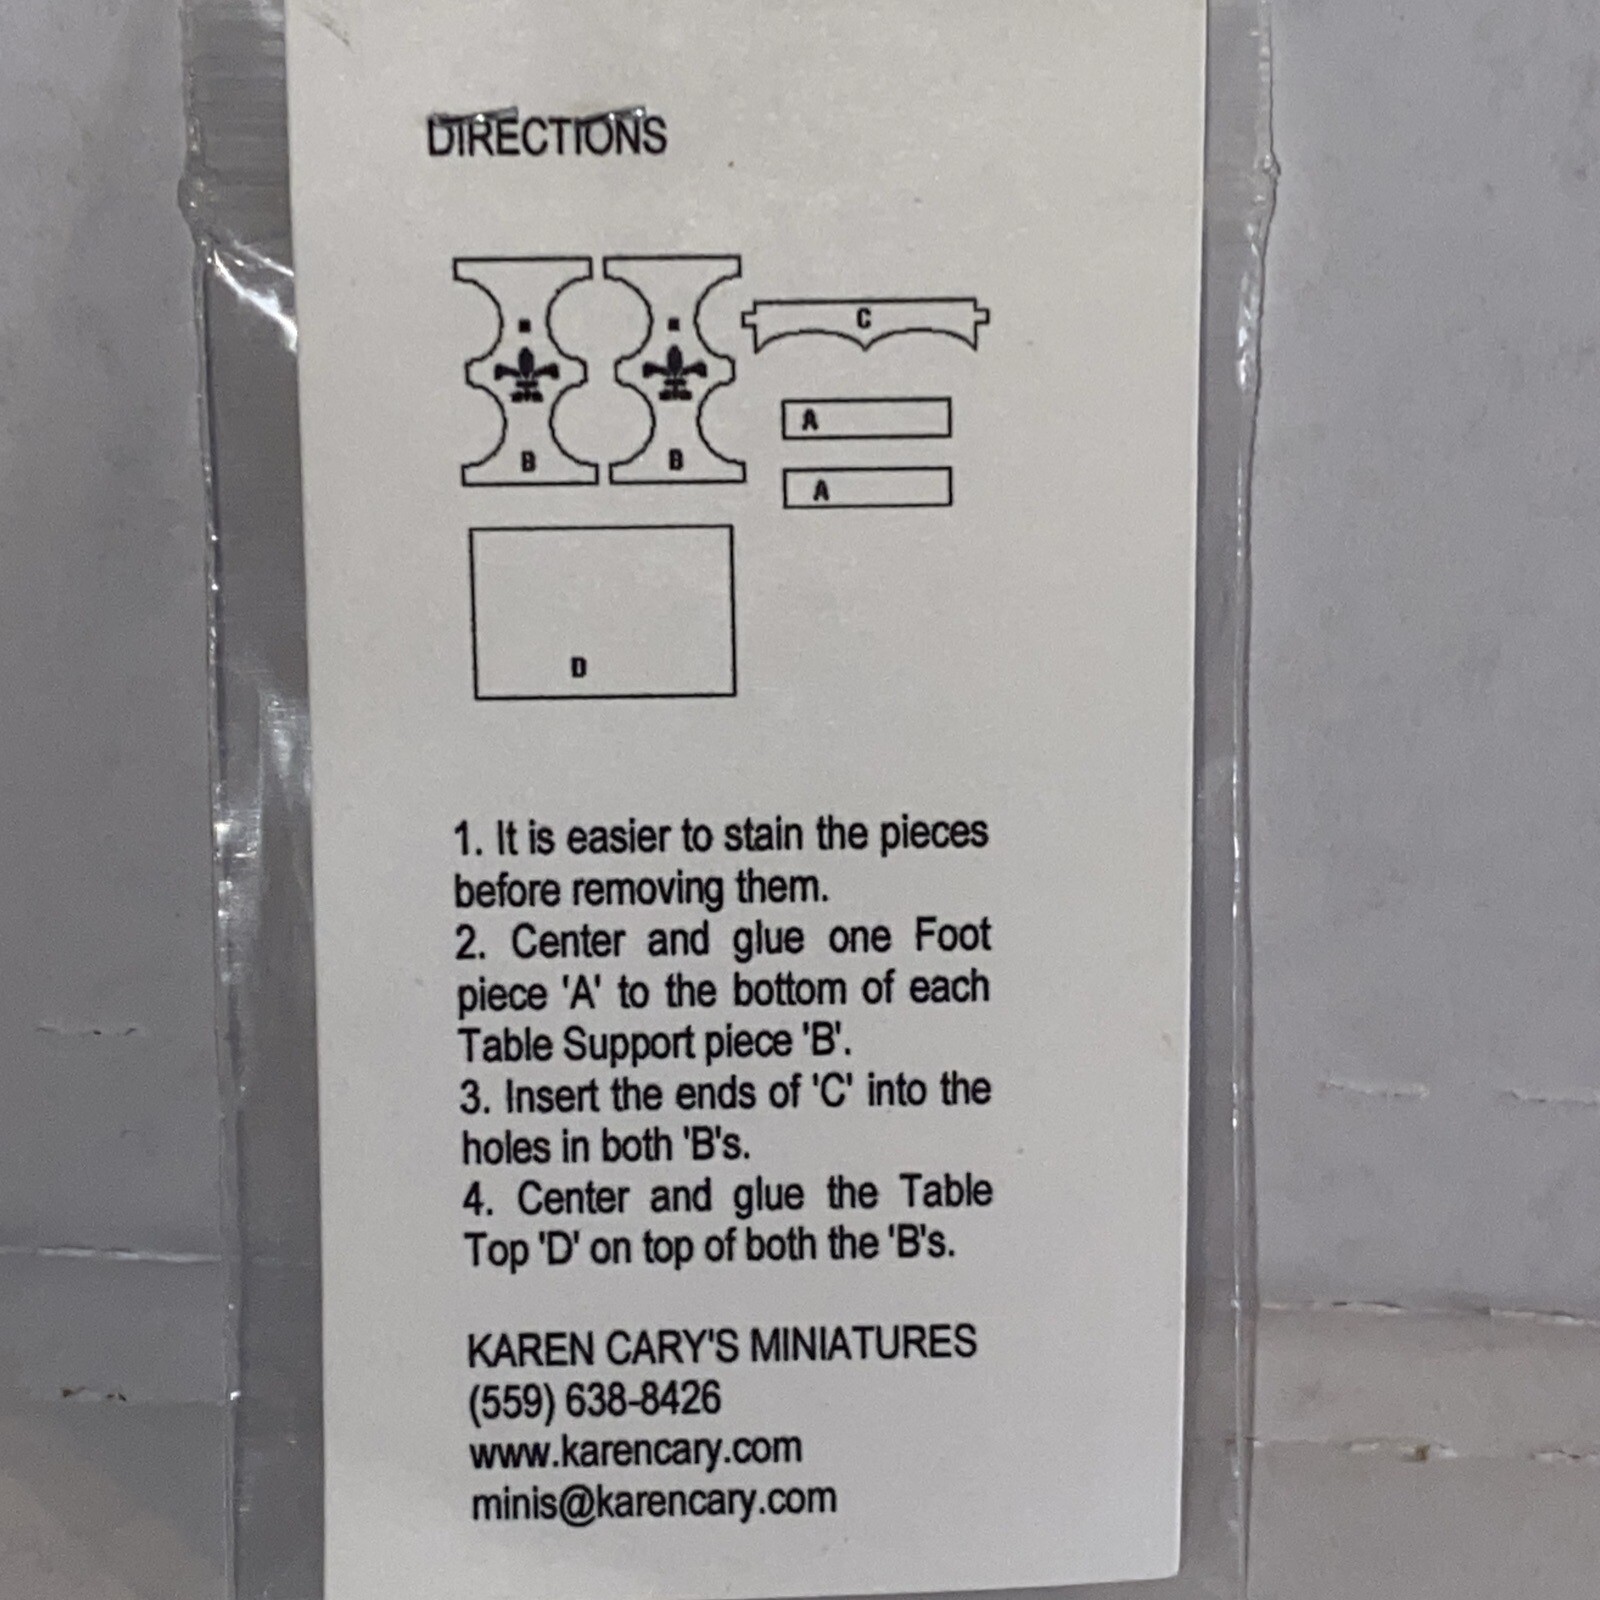 DIRECTIONS
B
B
C
A
A
D
1. It is easier to stain the pieces
before removing them.
2. Center and glue one Foot
piece 'A' to the bottom of each
Table Support piece 'B'.
3. Insert the ends of 'C' into the
holes in both 'B's.
4. Center and glue the Table
Top 'D' on top of both the 'B's.
KAREN CARY'S MINIATURES
(559) 638-8426
www.karencary.com
minis@karencary.com